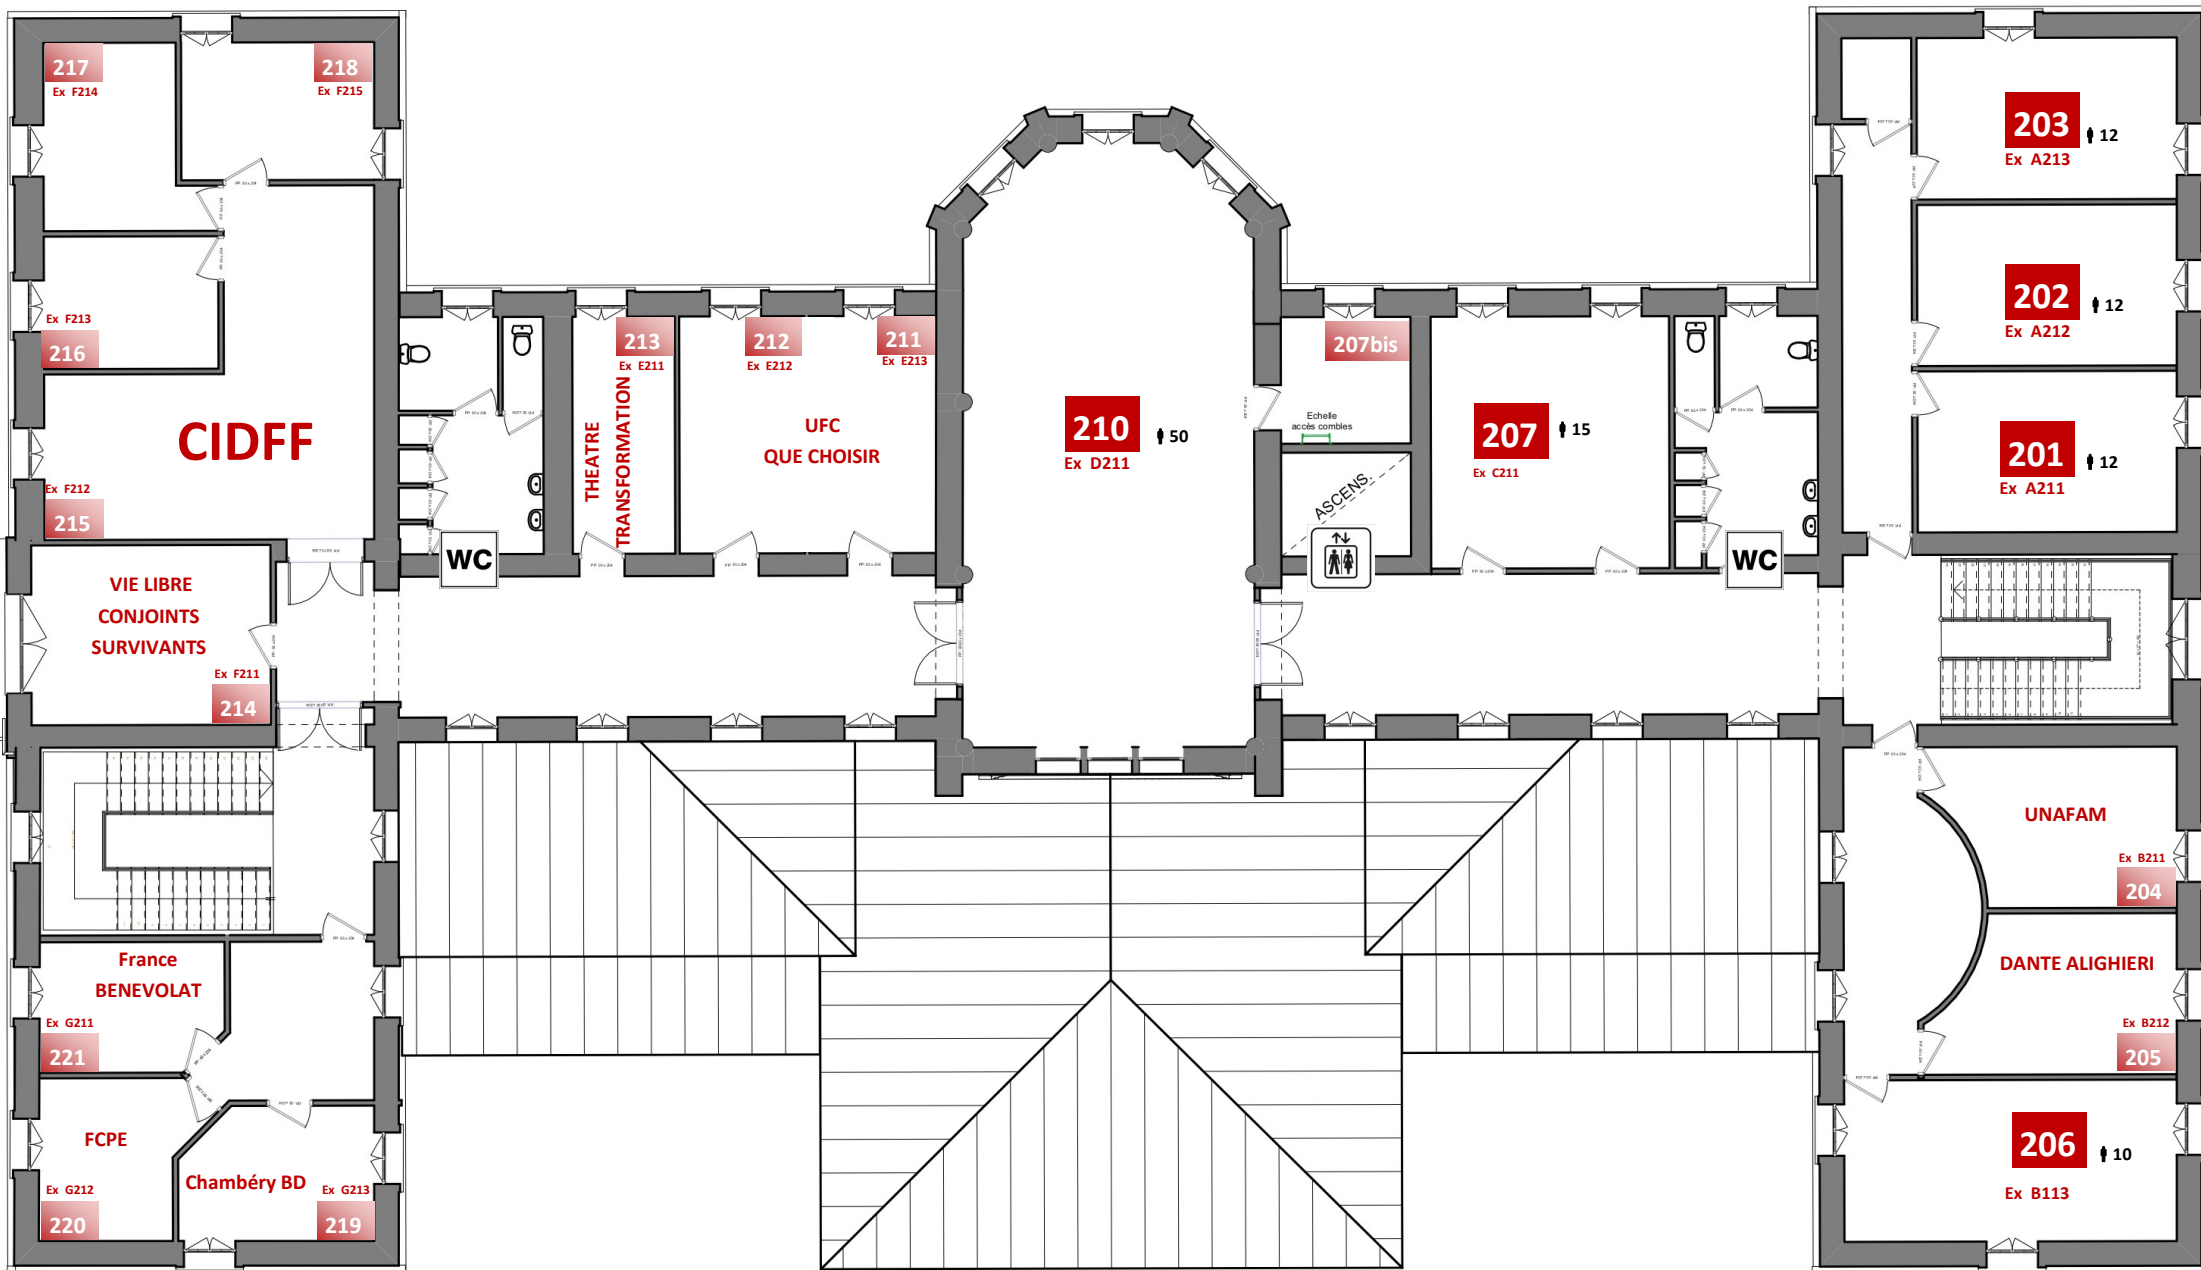 217
Ex F214
218
Ex F215
Ex F213
216
CIDFF
Ex F212
215
VIE LIBRE
CONJOINTS
SURVIVANTS
Ex F211
214
WC
213
Ex E211
THEATRE
TRANSFORMATION
212
Ex E212
211
Ex E213
UFC
QUE CHOISIR
210
50
Ex D211
207bis
Echelle
accès combles
ASCENS.
207
15
Ex C211
WC
203
12
Ex A213
202
12
Ex A212
201
12
Ex A211
UNAFAM
Ex B211
204
DANTE ALIGHIERI
Ex B212
205
206
10
Ex B113
France
BENEVOLAT
Ex G211
221
FCPE
Ex G212
220
Chambéry BD
Ex G213
219